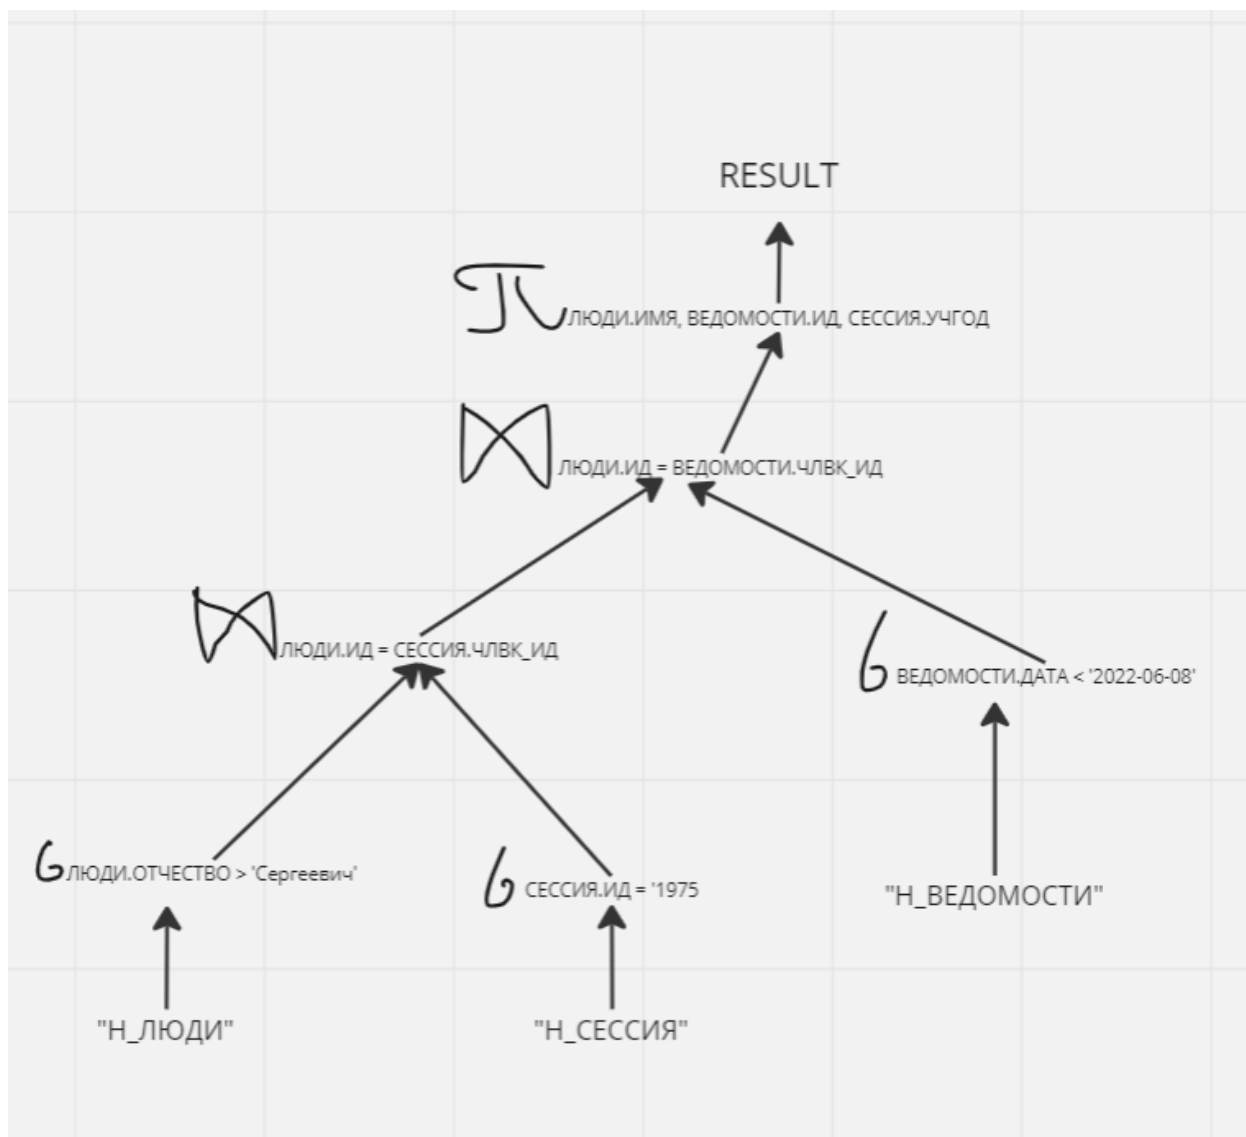 RESULT
π ЛЮДИ.ИМЯ, ВЕДОМОСТИ.ИД, СЕССИЯ.УЧГОД
⋈ ЛЮДИ.ИД = ВЕДОМОСТИ.ЧЛВК_ИД
⋈ ЛЮДИ.ИД = СЕССИЯ.ЧЛВК_ИД
σ ВЕДОМОСТИ.ДАТА < '2022-06-08'
σ ЛЮДИ.ОТЧЕСТВО > 'Сергеевич'
σ СЕССИЯ.ИД = '1975
"Н_ВЕДОМОСТИ"
"Н_ЛЮДИ"
"Н_СЕССИЯ"